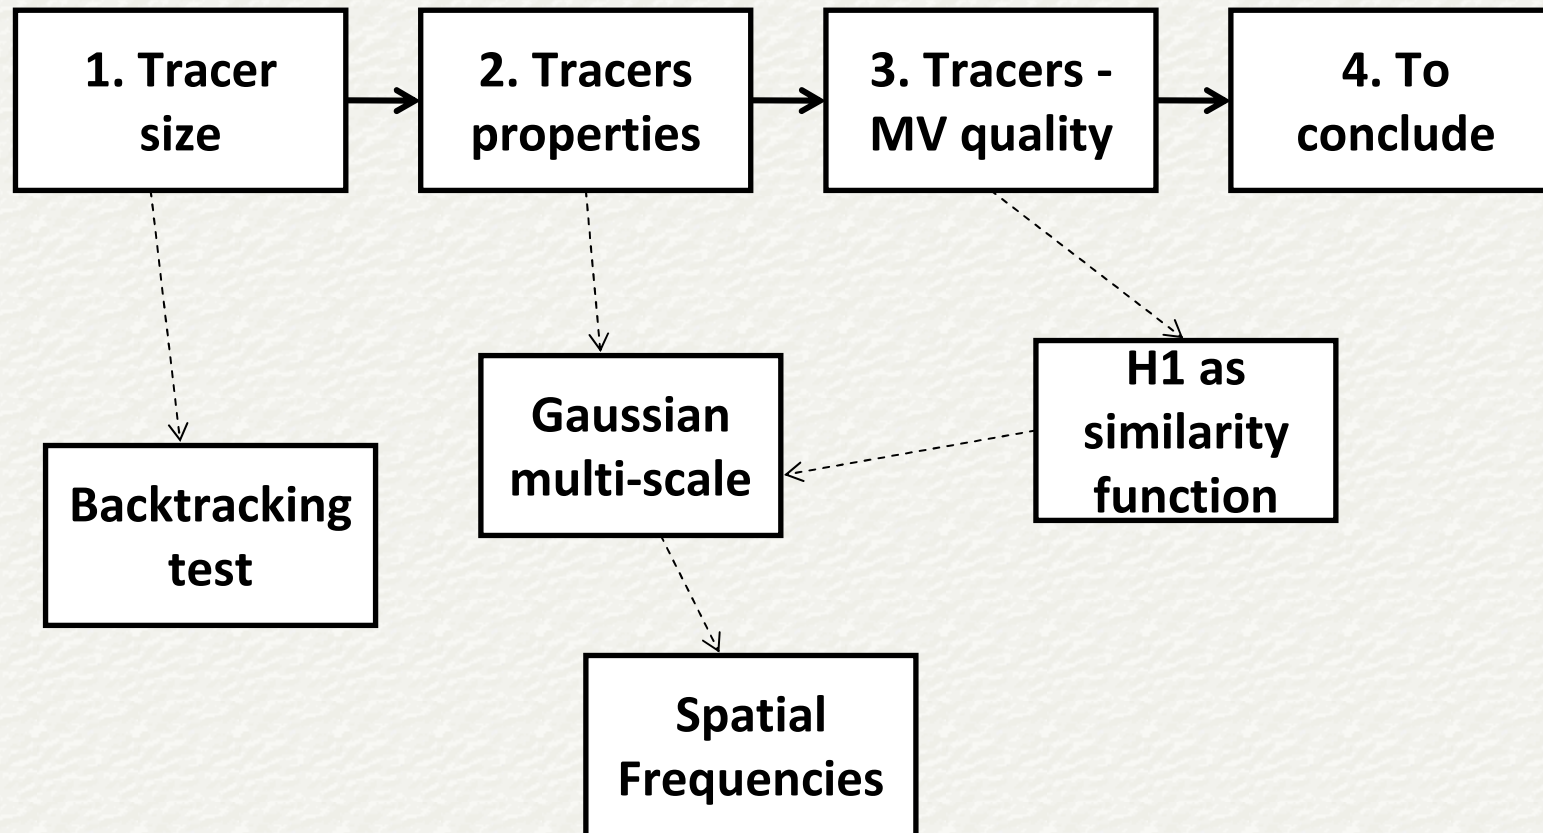 1. Tracer
size
2. Tracers
properties
3. Tracers -
MV quality
4. To
conclude
Backtracking
test
Gaussian
multi-scale
H1 as
similarity
function
Spatial
Frequencies